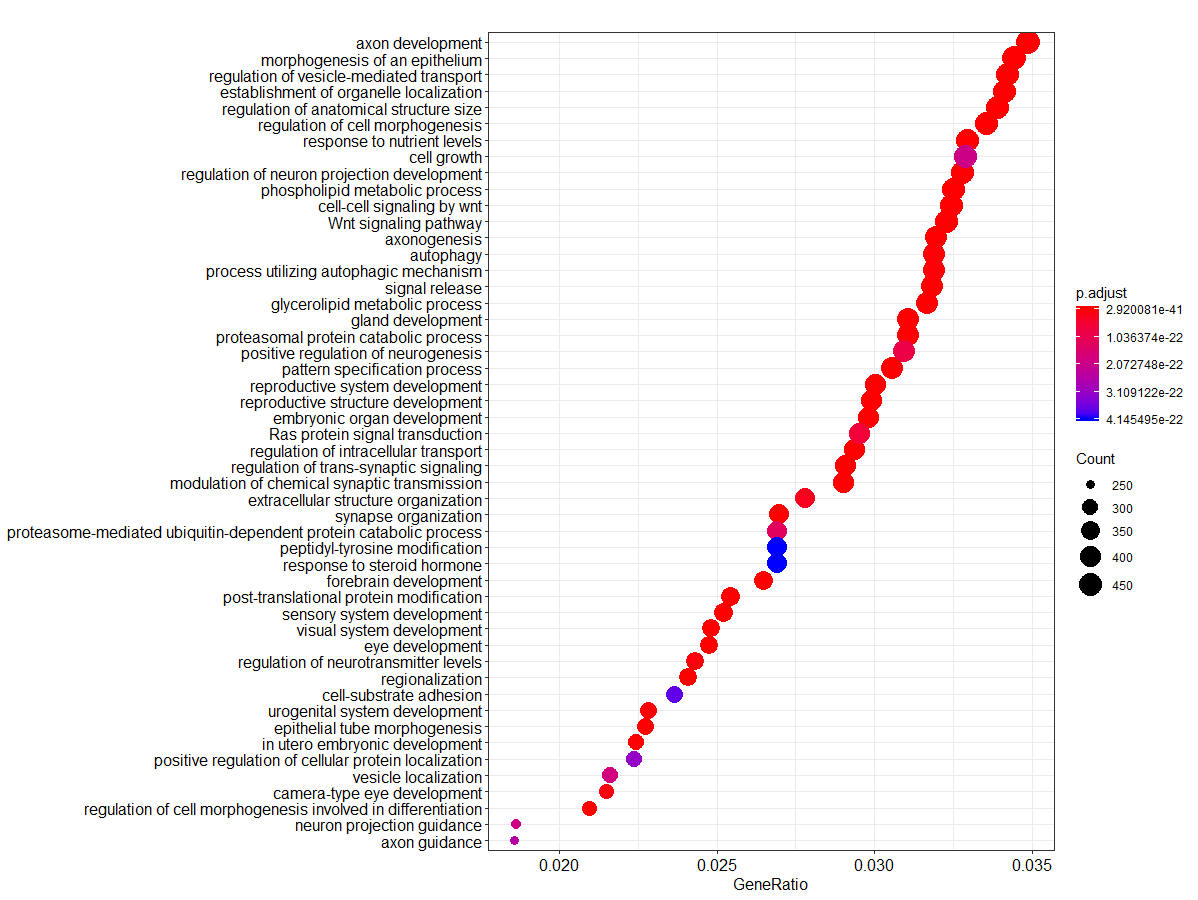 axon development
morphogenesis of an epithelium
regulation of vesicle-mediated transport
establishment of organelle localization
regulation of anatomical structure size
regulation of cell morphogenesis
response to nutrient levels
cell growth
regulation of neuron projection development
phospholipid metabolic process
cell-cell signaling by wnt
Wnt signaling pathway
axonogenesis
autophagy
process utilizing autophagic mechanism
signal release
glycerolipid metabolic process
gland development
proteasomal protein catabolic process
positive regulation of neurogenesis
pattern specification process
reproductive system development
reproductive structure development
embryonic organ development
Ras protein signal transduction
regulation of intracellular transport
regulation of trans-synaptic signaling
modulation of chemical synaptic transmission
extracellular structure organization
synapse organization
proteasome-mediated ubiquitin-dependent protein catabolic process
peptidyl-tyrosine modification
response to steroid hormone
forebrain development
post-translational protein modification
sensory system development
visual system development
eye development
regulation of neurotransmitter levels
regionalization
cell-substrate adhesion
urogenital system development
epithelial tube morphogenesis
in utero embryonic development
positive regulation of cellular protein localization
vesicle localization
camera-type eye development
regulation of cell morphogenesis involved in differentiation
neuron projection guidance
axon guidance
0.020 0.025 0.030 0.035
GeneRatio
p.adjust
2.920081e-41
1.036374e-22
2.072748e-22
3.109122e-22
4.145495e-22
Count
250
300
350
400
450